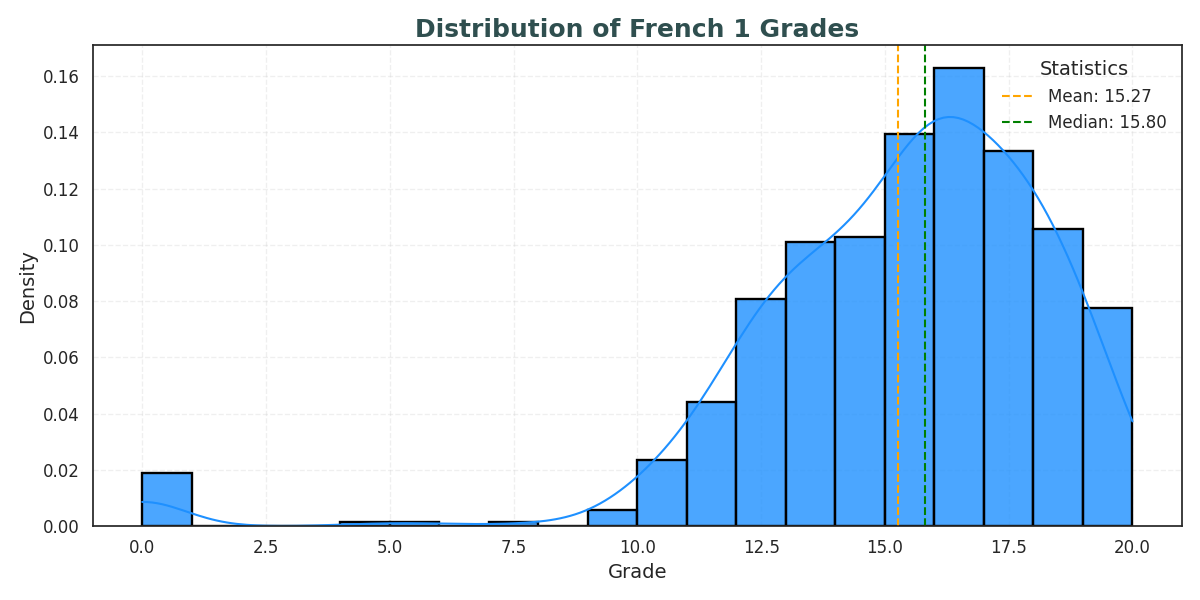 Distribution of French 1 Grades
Statistics
Mean: 15.27
Median: 15.80
Density
0.16
0.14
0.12
0.10
0.08
0.06
0.04
0.02
0.00
0.0 2.5 5.0 7.5 10.0 12.5 15.0 17.5 20.0
Grade